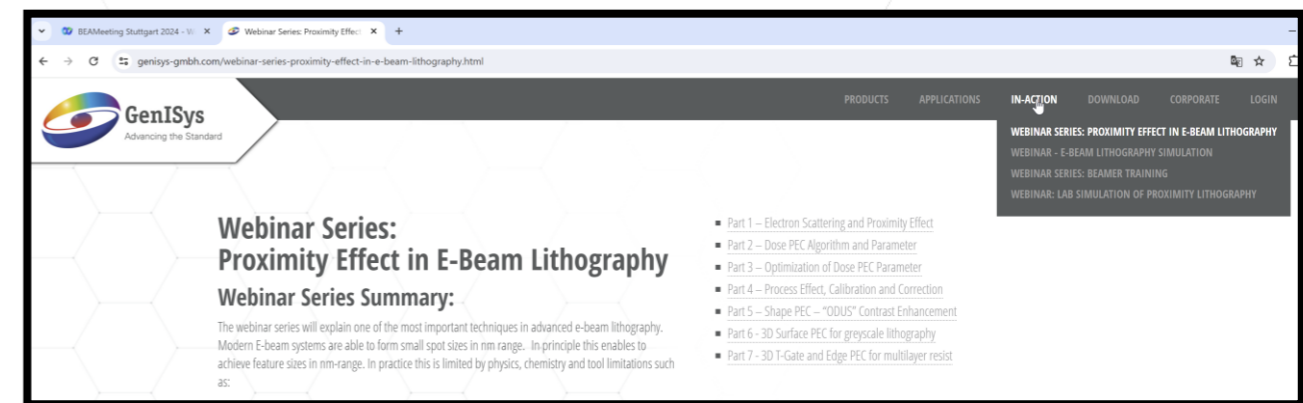 BEAMeeting Stuttgart 2024 -
Webinar Series: Proximity Effec
genisys-gmbh.com/webinar-series-proximity-effect-in-e-beam-lithography.html
GenISys
Advancing the Standard
PRODUCTS APPLICATIONS IN-ACTION DOWNLOAD CORPORATE LOGIN
WEBINAR SERIES: PROXIMITY EFFECT IN E-BEAM LITHOGRAPHY
WEBINAR - E-BEAM LITHOGRAPHY SIMULATION
WEBINAR SERIES: BEAMER TRAINING
WEBINAR: LAB SIMULATION OF PROXIMITY LITHOGRAPHY
Webinar Series:
Proximity Effect in E-Beam Lithography
Webinar Series Summary:
The webinar series will explain one of the most important techniques in advanced e-beam lithography.
Modern E-beam systems are able to form small spot sizes in nm range. In principle this enables to
achieve feature sizes in nm-range. In practice this is limited by physics, chemistry and tool limitations such
as:
Part 1 – Electron Scattering and Proximity Effect
Part 2 – Dose PEC Algorithm and Parameter
Part 3 – Optimization of Dose PEC Parameter
Part 4 – Process Effect, Calibration and Correction
Part 5 – Shape PEC – “ODUS” Contrast Enhancement
Part 6 - 3D Surface PEC for greyscale lithography
Part 7 - 3D T-Gate and Edge PEC for multilayer resist